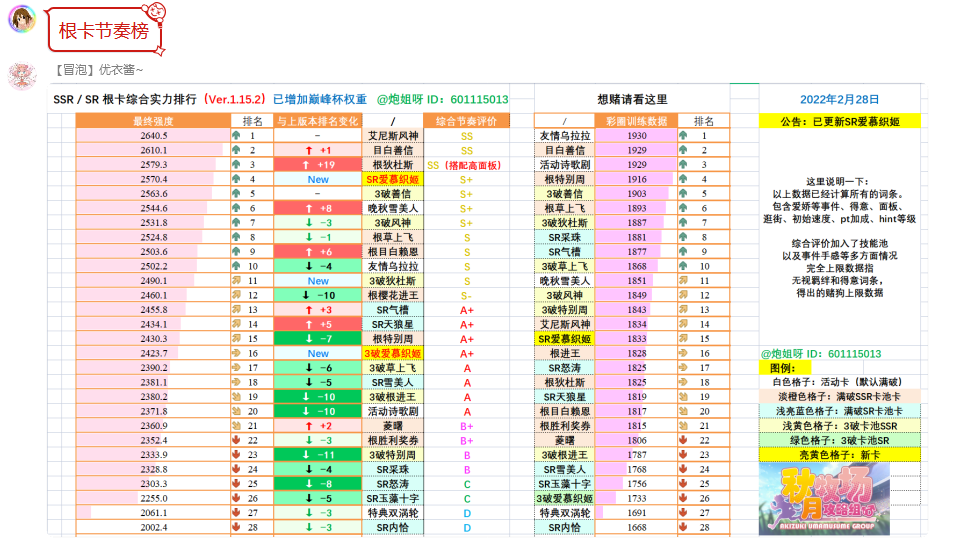 根卡节奏榜
【冒泡】优衣酱~
SSR / SR 根卡综合实力排行（Ver.1.15.2）已增加巅峰杯权重 @炮姐呀 ID：601115013
想赌请看这里
2022年2月28日
最终强度 排名 与上版本排名变化 / 综合节奏评价
2640.5 1 – 艾尼斯风神 SS
2610.1 2 ↑ +1 目白善信 SS
2579.3 3 ↑ +19 根狄杜斯 SS（搭配高面板）
2570.4 4 New SR爱慕织姬 S+
2563.6 5 – 3破善信 S+
2544.6 6 ↑ +8 晚秋雪美人 S+
2531.8 7 ↓ -3 3破风神 S+
2524.8 8 ↓ -1 根草上飞 S
2503.6 9 ↑ +6 根目白赖恩 S
2502.2 10 ↓ -4 友情乌拉拉 S
2490.1 11 New 3破狄杜斯 S
2460.1 12 ↓ -10 根樱花进王 S-
2455.8 13 ↑ +3 SR气槽 A+
2434.1 14 ↑ +5 SR天狼星 A+
2430.3 15 ↓ -7 根特别周 A+
2423.7 16 New 3破爱慕织姬 A+
2390.2 17 ↓ -6 3破草上飞 A
2381.1 18 ↓ -5 SR雪美人 A
2380.2 19 ↓ -10 3破根进王 A
2371.8 20 ↓ -10 活动诗歌剧 A
2360.9 21 ↑ +2 菱曙 B+
2352.4 22 ↓ -3 根胜利奖券 B+
2333.9 23 ↓ -11 3破特别周 B
2328.8 24 ↓ -4 SR采珠 B
2303.3 25 ↓ -8 SR怒涛 C
2255.0 26 ↓ -5 SR玉藻十字 C
2061.1 27 ↓ -3 特典双涡轮 D
2002.4 28 ↓ -3 SR内恰 D
/ 彩圈训练数据 排名
友情乌拉拉 1930 1
目白善信 1929 2
活动诗歌剧 1929 3
根特别周 1916 4
3破善信 1903 5
根草上飞 1893 6
3破狄杜斯 1887 7
SR采珠 1881 8
SR气槽 1877 9
3破草上飞 1868 10
晚秋雪美人 1851 11
3破风神 1849 12
3破特别周 1843 13
艾尼斯风神 1834 14
SR爱慕织姬 1833 15
根进王 1828 16
SR怒涛 1825 17
根狄杜斯 1825 18
SR天狼星 1819 19
根目白赖恩 1817 20
根胜利奖券 1815 21
菱曙 1806 22
3破根进王 1787 23
SR雪美人 1768 24
SR玉藻十字 1756 25
3破爱慕织姬 1733 26
特典双涡轮 1691 27
SR内恰 1668 28
公告：已更新SR爱慕织姬
这里说明一下：
以上数据已经计算所有的词条。
包含爱娇等事件、得意、面板、
逛街、初始速度、pt加成、hint等级
综合评价加入了技能池
以及事件手感等多方面情况
完全上限数据指
无视羁绊和得意词条，
得出的赌狗上限数据
@炮姐呀 ID：601115013
图例：
白色格子：活动卡（默认满破）
淡橙色格子：满破SSR卡池卡
浅亮蓝色格子：满破SR卡池卡
浅黄色格子：3破卡池SSR
绿色格子：3破卡池SR
亮黄色格子：新卡
秋月牧场
攻略组
AKIZUKI UMAMUSUME GROUP